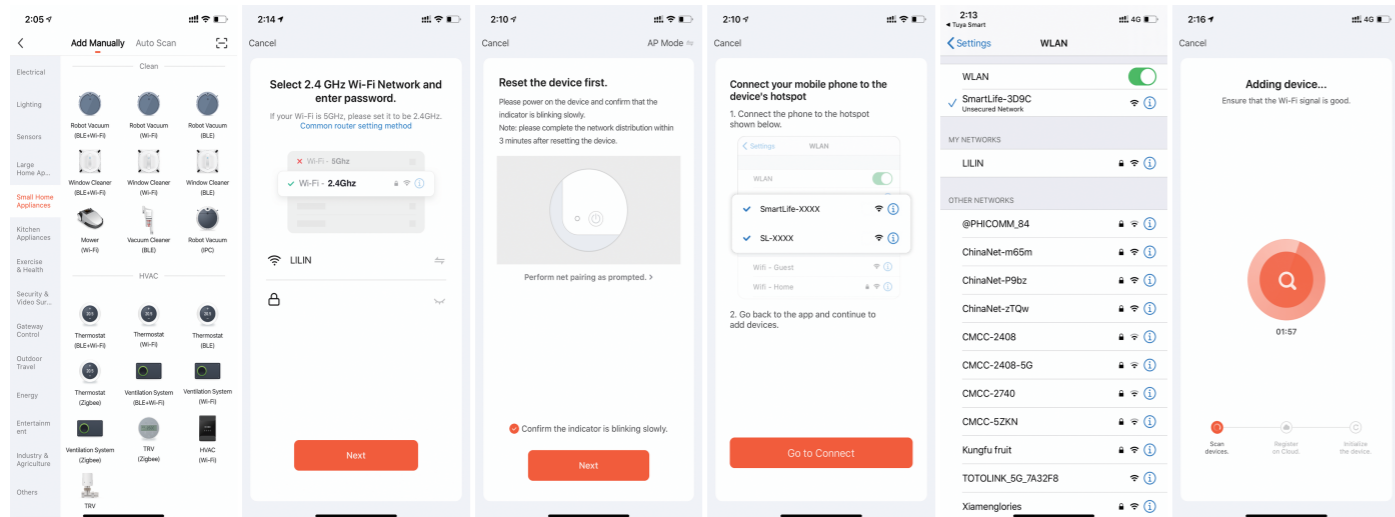 2:05
Add Manually
Auto Scan
Electrical
Lighting
Sensors
Large
Home Ap...
Small Home
Appliances
Kitchen
Appliances
Exercise
& Health
Security &
Video Sur...
Gateway
Control
Outdoor
Travel
Energy
Entertainm
ent
Industry &
Agriculture
Others
Clean
Robot Vacuum
(BLE+Wi-Fi)
Robot Vacuum
(Wi-Fi)
Robot Vacuum
(BLE)
Window Cleaner
(BLE+Wi-Fi)
Window Cleaner
(Wi-Fi)
Window Cleaner
(BLE)
Mower
(Wi-Fi)
Vacuum Cleaner
(BLE)
Robot Vacuum
(IPC)
HVAC
Thermostat
(BLE+Wi-Fi)
Thermostat
(Wi-Fi)
Thermostat
(BLE)
Thermostat
(Zigbee)
Ventilation System
(BLE+Wi-Fi)
Ventilation System
(Wi-Fi)
Ventilation System
(Zigbee)
TRV
(Zigbee)
HVAC
(Wi-Fi)
TRV
2:14
Cancel
Select 2.4 GHz Wi-Fi Network and
enter password.
If your Wi-Fi is 5GHz, please set it to be 2.4GHz.
Common router setting method
Wi-Fi - 5Ghz
Wi-Fi - 2.4Ghz
LILIN
Next
2:10
Cancel
AP Mode
Reset the device first.
Please power on the device and confirm that the
indicator is blinking slowly.
Note: please complete the network distribution within
3 minutes after resetting the device.
Perform net pairing as prompted. >
Confirm the indicator is blinking slowly.
Next
2:10
Cancel
Connect your mobile phone to the
device's hotspot
1. Connect the phone to the hotspot
shown below.
Settings
WLAN
WLAN
SmartLife-XXXX
SL-XXXX
Wifi - Guest
Wifi - Home
2. Go back to the app and continue to
add devices.
Go to Connect
2:13
Tuya Smart
4G
Settings
WLAN
WLAN
SmartLife-3D9C
Unsecured Network
MY NETWORKS
LILIN
OTHER NETWORKS
@PHICOMM_84
ChinaNet-m65m
ChinaNet-P9bz
ChinaNet-zTQw
CMCC-2408
CMCC-2408-5G
CMCC-2740
CMCC-5ZKN
Kungfu fruit
TOTOLINK_5G_7A32F8
Xiamenglories
2:16
4G
Cancel
Adding device...
Ensure that the Wi-Fi signal is good.
01:57
Scan
devices.
Register
on Cloud.
Initialize
the device.